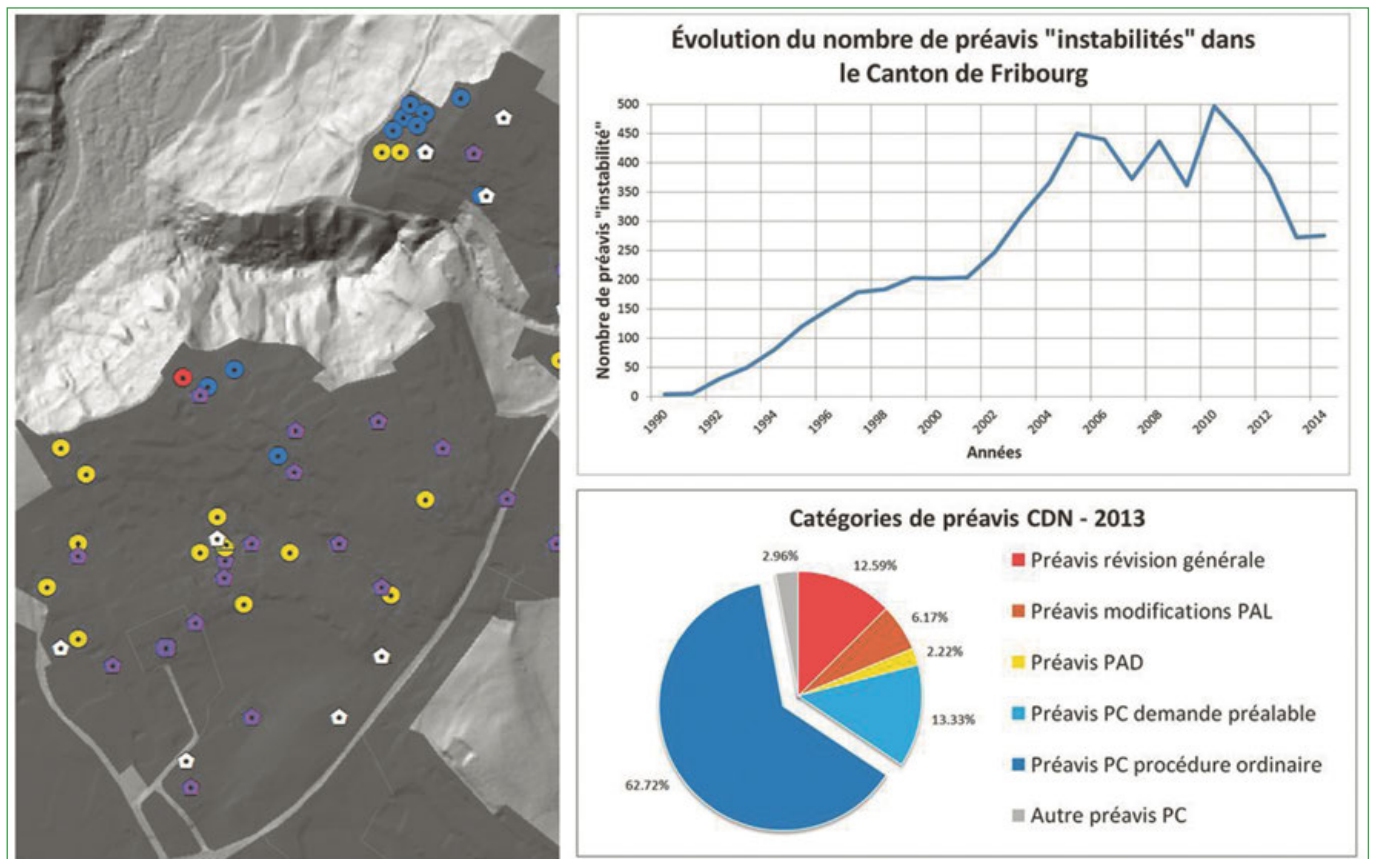 Évolution du nombre de préavis "instabilités" dans
le Canton de Fribourg
Nombre de préavis "instabilité"
500
450
400
350
300
250
200
150
100
50
0
1990
1992
1994
1996
1998
2000
2002
2004
2006
2008
2010
2012
2014
Années
Catégories de préavis CDN - 2013
2.96%
12.59%
6.17%
2.22%
13.33%
62.72%
Préavis révision générale
Préavis modifications PAL
Préavis PAD
Préavis PC demande préalable
Préavis PC procédure ordinaire
Autre préavis PC